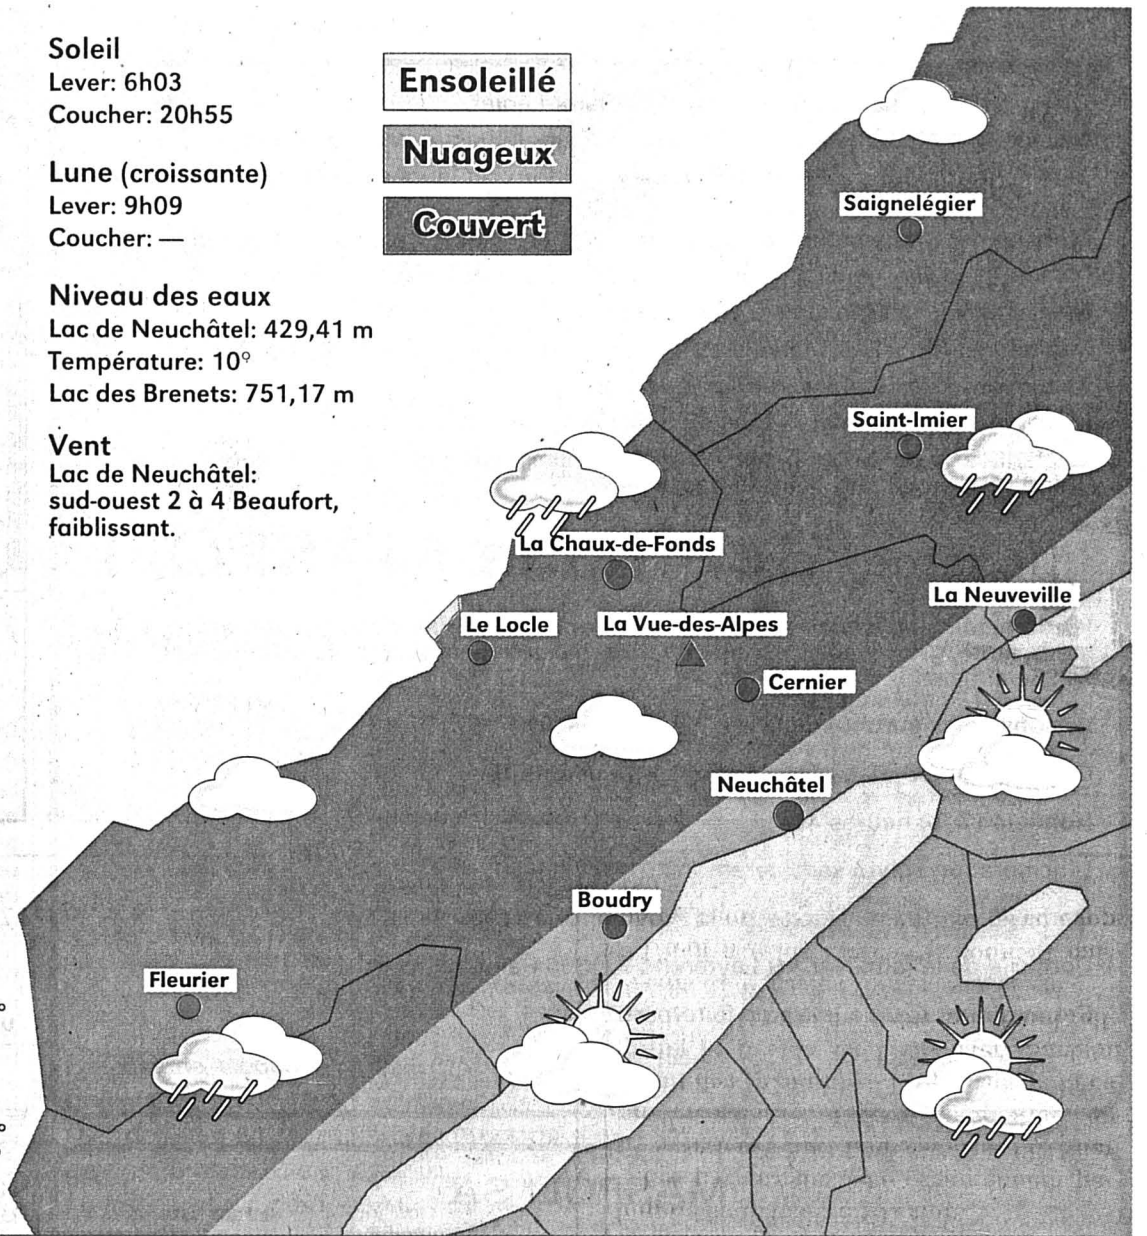 Soleil
Lever: 6h03
Coucher: 20h55
Lune (croissante)
Lever: 9h09
Coucher: —
Niveau des eaux
Lac de Neuchâtel: 429,41 m
Température: 10°
Lac des Brenets: 751,17 m
Vent
Lac de Neuchâtel:
sud-ouest 2 à 4 Beaufort,
faiblissant.
Ensoleillé
Nuageux
Couvert
Saignelégier
Saint-Imier
La Chaux-de-Fonds
La Neuveville
Le Locle
La Vue-des-Alpes
Cernier
Neuchâtel
Boudry
Fleurier